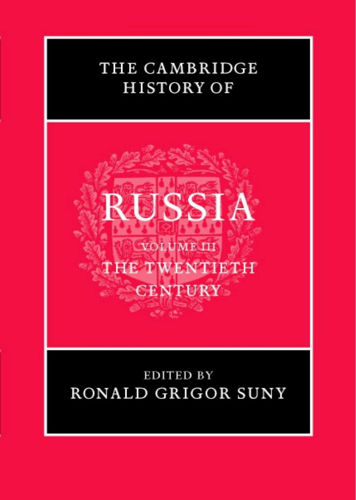 THE CAMBRIDGE
HISTORY OF
RUSSIA
VOLUME III
THE TWENTIETH
CENTURY
EDITED BY
RONALD GRIGOR SUNY